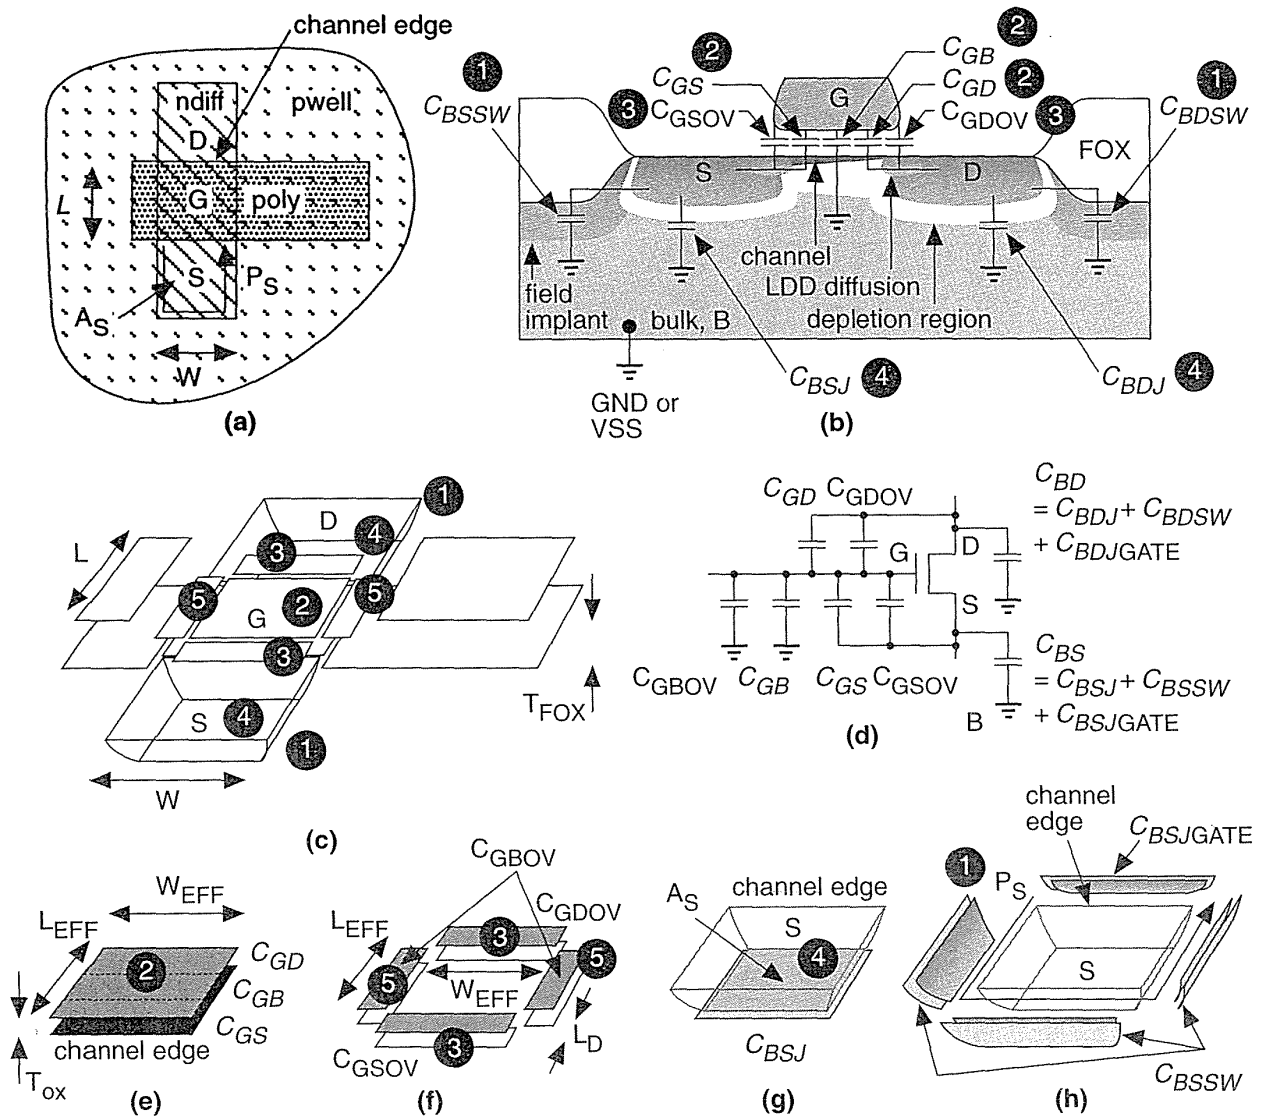 channel edge
ndiff
pwell
D
G
poly
L
S
P_S
A_S
W
(a)
1
C_BSSW
2
C_GS
3
C_GSOV
2
C_GB
2
C_GD
C_GDOV
3
1
C_BDSW
G
FOX
S
D
channel
LDD diffusion
depletion region
field
implant
bulk, B
GND or
VSS
C_BSJ 4
C_BDJ 4
(b)
1
D
4
3
L
5
2
5
G
3
S
4
1
W
T_FOX
(c)
C_GD C_GDOV
G
D
S
C_BD
= C_BDJ + C_BDSW
+ C_BDJGATE
C_GBOV C_GB C_GS C_GSOV
B
C_BS
= C_BSJ + C_BSSW
+ C_BSJGATE
(d)
W_EFF
L_EFF
2
C_GD
C_GB
C_GS
channel edge
T_ox
(e)
C_GBOV
C_GDOV
L_EFF
3
5
W_EFF
5
3
C_GSOV
L_D
(f)
A_S
channel edge
S
4
C_BSJ
(g)
channel
edge
C_BSJGATE
1
P_S
S
C_BSSW
(h)